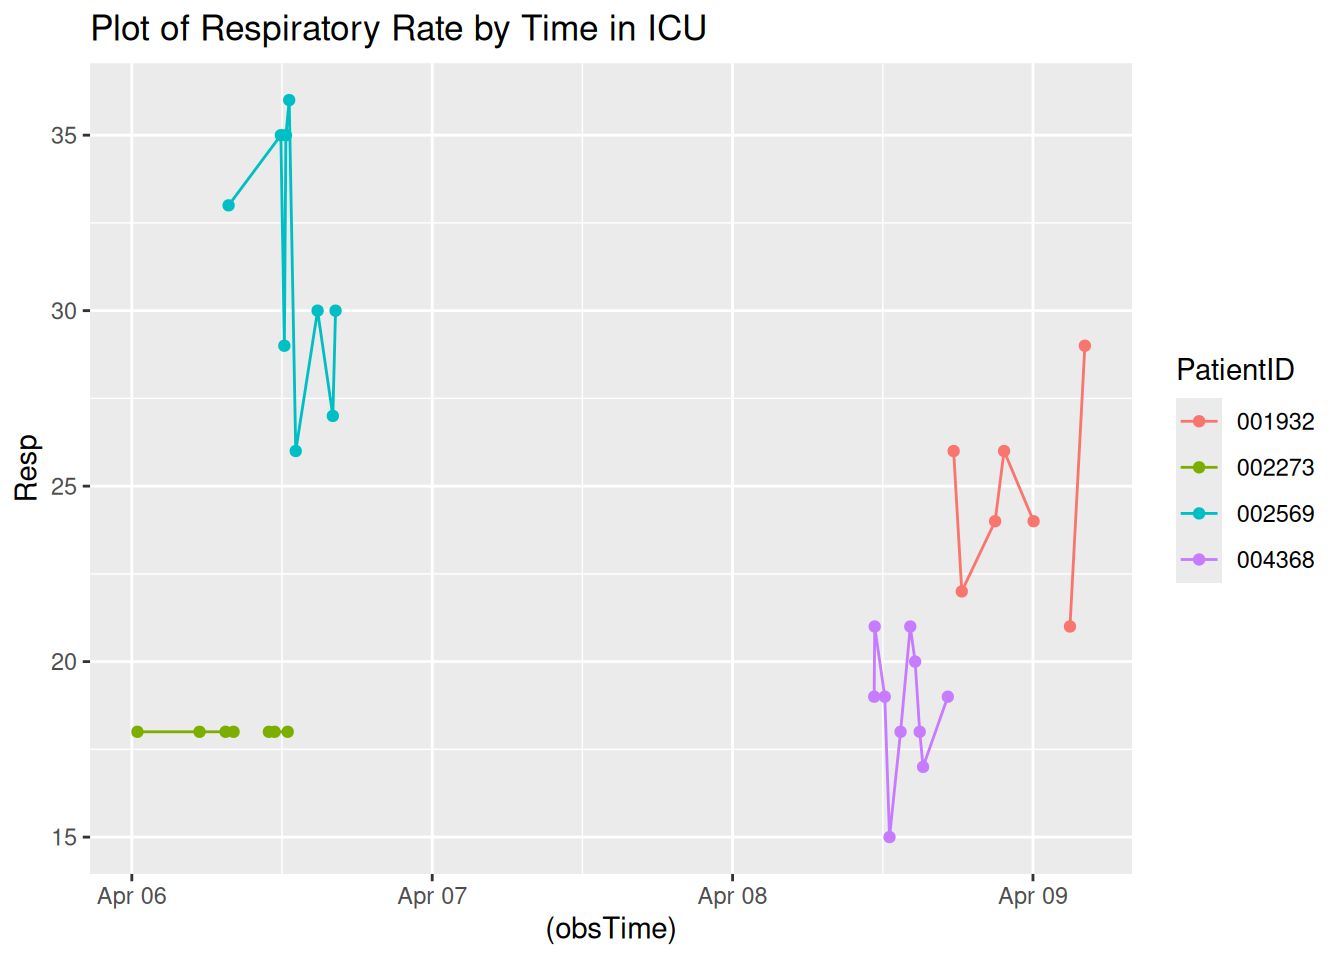 Plot of Respiratory Rate by Time in ICU
35
30
25
20
15
Resp
Apr 06
Apr 07
Apr 08
Apr 09
(obsTime)
PatientID
001932
002273
002569
004368